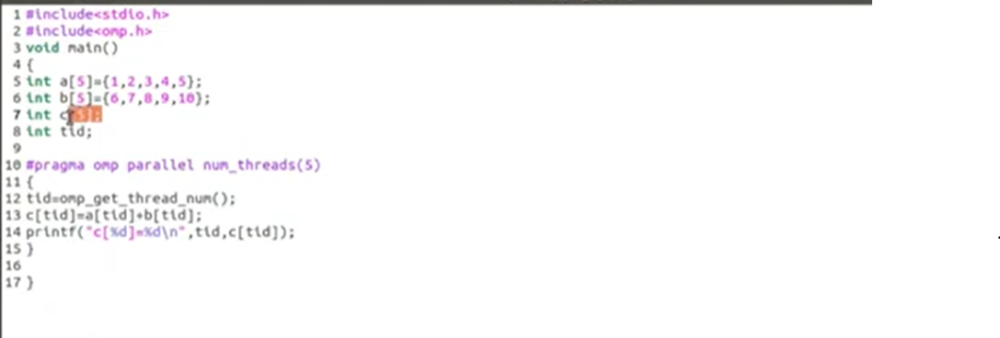 1 #include<stdio.h>
2 #include<omp.h>
3 void main()
4 {
5 int a[5]={1,2,3,4,5};
6 int b[5]={6,7,8,9,10};
7 int c[5];
8 int tid;
9
10 #pragma omp parallel num_threads(5)
11 {
12 tid=omp_get_thread_num();
13 c[tid]=a[tid]+b[tid];
14 printf("c[%d]=%d\n",tid,c[tid]);
15 }
16
17 }